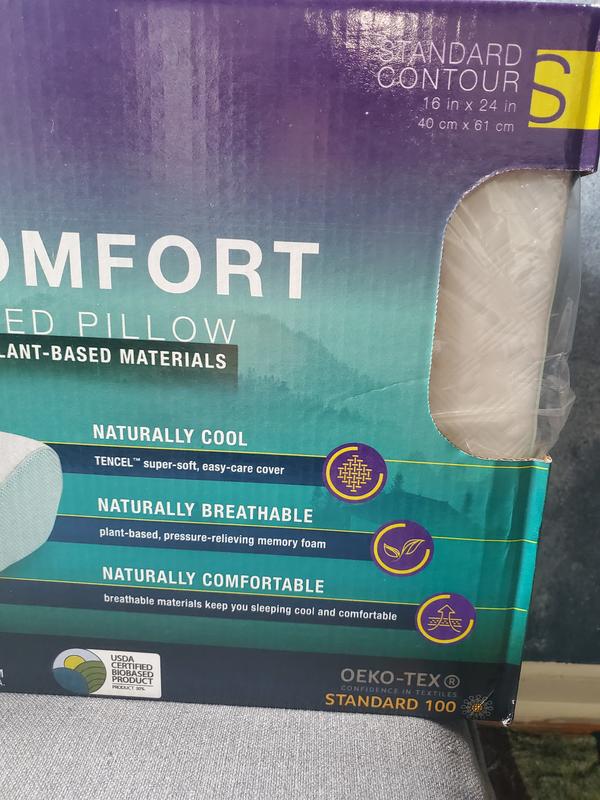 STANDARD
CONTOUR
16 in x 24 in
40 cm x 61 cm
S
OMFORT
ED PILLOW
LANT-BASED MATERIALS
NATURALLY COOL
TENCEL™ super-soft, easy-care cover
NATURALLY BREATHABLE
plant-based, pressure-relieving memory foam
NATURALLY COMFORTABLE
breathable materials keep you sleeping cool and comfortable
USDA
CERTIFIED
BIOBASED
PRODUCT
PRODUCT 30%
OEKO-TEX®
CONFIDENCE IN TEXTILES
STANDARD 100